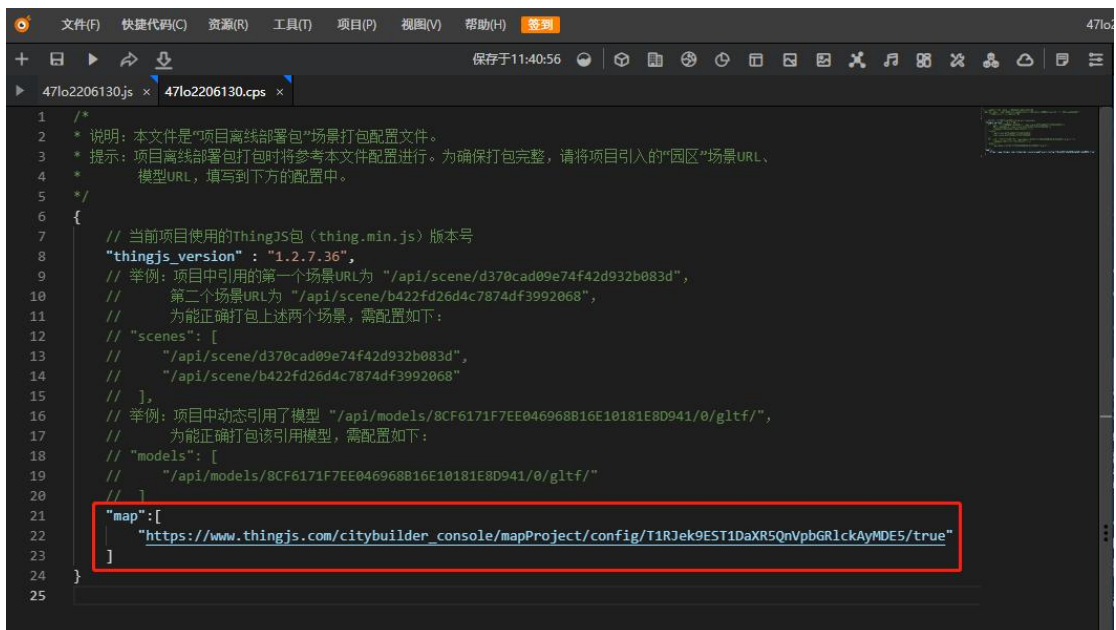 文件(F) 快捷代码(C) 资源(R) 工具(T) 项目(P) 视图(V) 帮助(H) 签到 47lo2
保存于11:40:56
47lo2206130.js × 47lo2206130.cps ×
1 /*
2 * 说明：本文件是“项目离线部署包”场景打包配置文件。
3 * 提示：项目离线部署包打包时将参考本文件配置进行。为确保打包完整，请将项目引入的“园区”场景URL、
4 * 模型URL，填写到下方的配置中。
5 */
6 {
7 // 当前项目使用的ThingJS包（thing.min.js）版本号
8 "thingjs_version" : "1.2.7.36",
9 // 举例：项目中引用的第一个场景URL为 "/api/scene/d370cad09e74f42d932b083d",
10 // 第二个场景URL为 "/api/scene/b422fd26d4c7874df3992068",
11 // 为能正确打包上述两个场景，需配置如下：
12 // "scenes": [
13 // "/api/scene/d370cad09e74f42d932b083d",
14 // "/api/scene/b422fd26d4c7874df3992068"
15 // ],
16 // 举例：项目中动态引用了模型 "/api/models/8CF6171F7EE046968B16E10181E8D941/0/gltf/",
17 // 为能正确打包该引用模型，需配置如下：
18 // "models": [
19 // "/api/models/8CF6171F7EE046968B16E10181E8D941/0/gltf/"
20 // ]
21 "map":[
22 "https://www.thingjs.com/citybuilder_console/mapProject/config/T1RJek9EST1DaXR5QnVpbGRlckAyMDE5/true"
23 ]
24 }
25